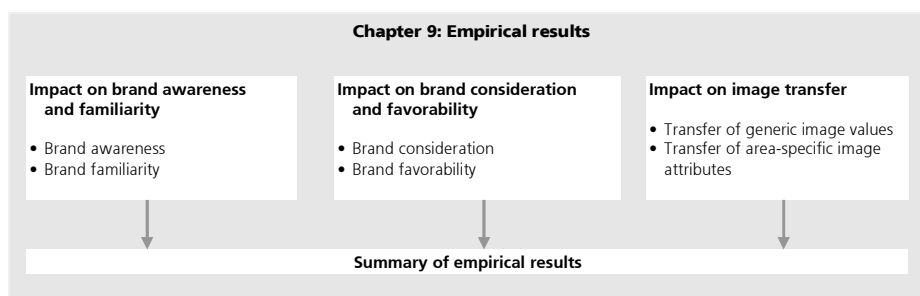 Chapter 9: Empirical results
Impact on brand awareness
and familiarity
• Brand awareness
• Brand familiarity
Impact on brand consideration
and favorability
• Brand consideration
• Brand favorability
Impact on image transfer
• Transfer of generic image values
• Transfer of area-specific image
attributes
Summary of empirical results